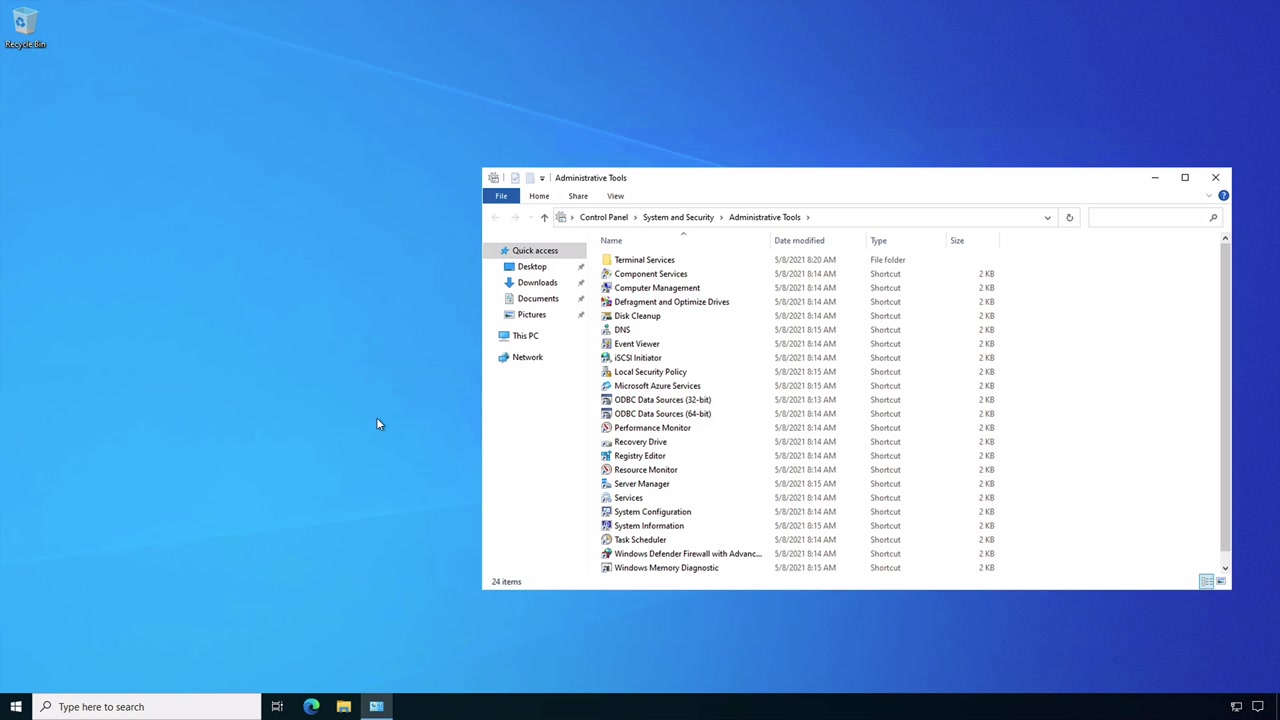 Recycle Bin
Administrative Tools
File Home Share View
Control Panel System and Security Administrative Tools
Name Date modified Type Size
Quick access
Desktop
Downloads
Documents
Pictures
This PC
Network
Terminal Services 5/8/2021 8:20 AM File folder
Component Services 5/8/2021 8:14 AM Shortcut 2 KB
Computer Management 5/8/2021 8:14 AM Shortcut 2 KB
Defragment and Optimize Drives 5/8/2021 8:14 AM Shortcut 2 KB
Disk Cleanup 5/8/2021 8:14 AM Shortcut 2 KB
DNS 5/8/2021 8:15 AM Shortcut 2 KB
Event Viewer 5/8/2021 8:14 AM Shortcut 2 KB
iSCSI Initiator 5/8/2021 8:14 AM Shortcut 2 KB
Local Security Policy 5/8/2021 8:15 AM Shortcut 2 KB
Microsoft Azure Services 5/8/2021 8:15 AM Shortcut 2 KB
ODBC Data Sources (32-bit) 5/8/2021 8:13 AM Shortcut 2 KB
ODBC Data Sources (64-bit) 5/8/2021 8:14 AM Shortcut 2 KB
Performance Monitor 5/8/2021 8:14 AM Shortcut 2 KB
Recovery Drive 5/8/2021 8:14 AM Shortcut 2 KB
Registry Editor 5/8/2021 8:14 AM Shortcut 2 KB
Resource Monitor 5/8/2021 8:14 AM Shortcut 2 KB
Server Manager 5/8/2021 8:15 AM Shortcut 2 KB
Services 5/8/2021 8:14 AM Shortcut 2 KB
System Configuration 5/8/2021 8:14 AM Shortcut 2 KB
System Information 5/8/2021 8:15 AM Shortcut 2 KB
Task Scheduler 5/8/2021 8:14 AM Shortcut 2 KB
Windows Defender Firewall with Advanc... 5/8/2021 8:14 AM Shortcut 2 KB
Windows Memory Diagnostic 5/8/2021 8:15 AM Shortcut 2 KB
24 items
Type here to search